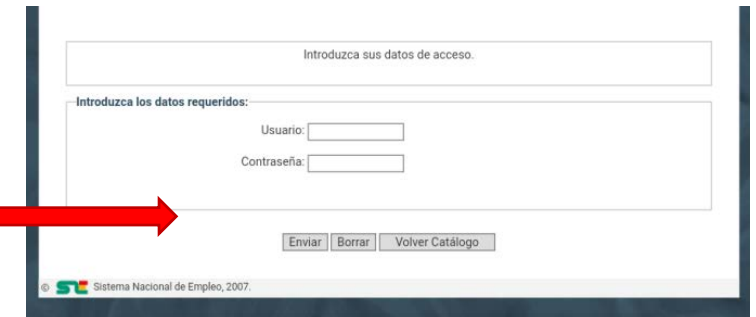 Introduzca sus datos de acceso.
Introduzca los datos requeridos:
Usuario:
Contraseña:
Enviar Borrar Volver Catálogo
© SNE Sistema Nacional de Empleo, 2007.